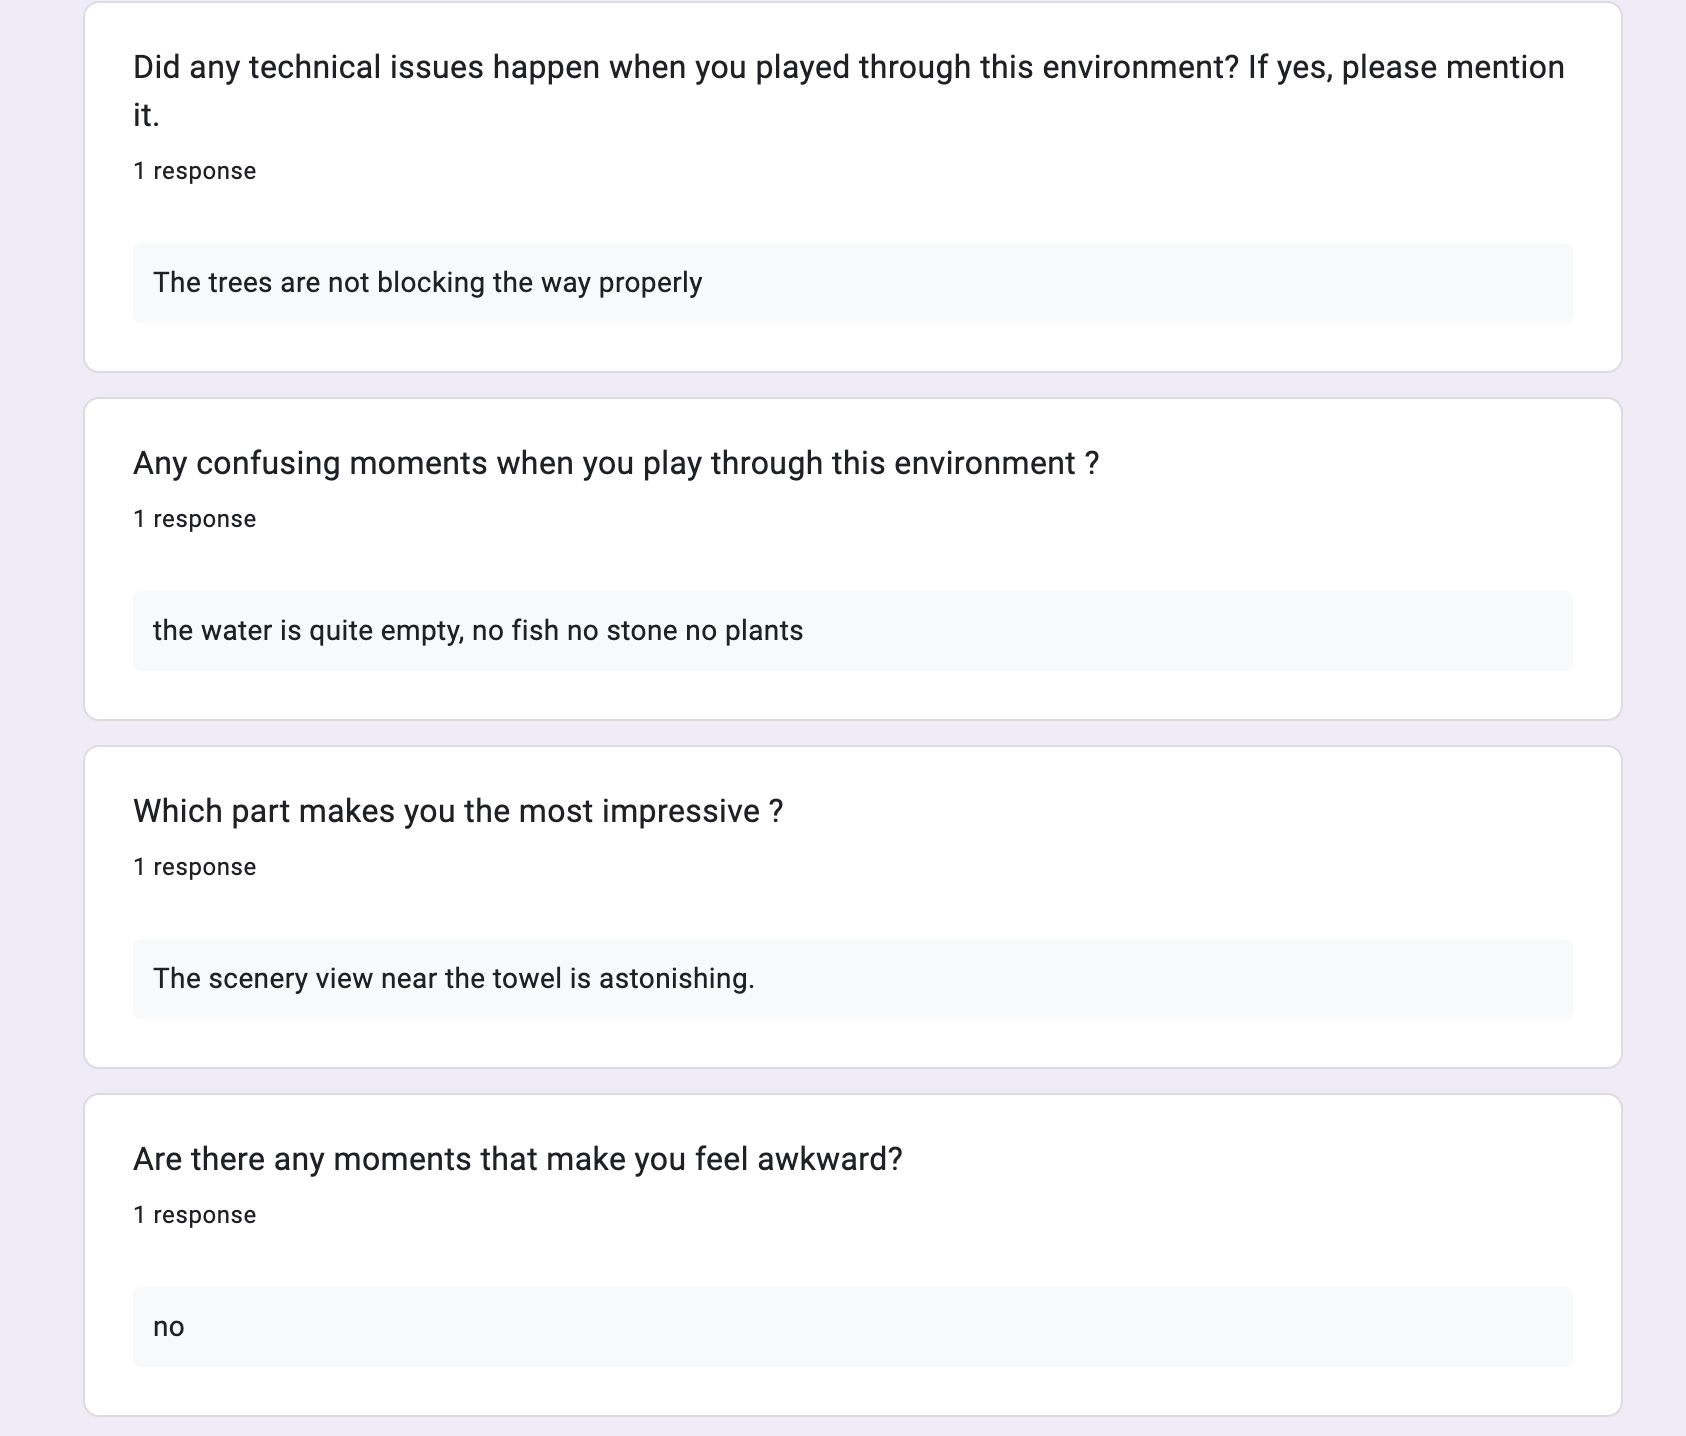 Did any technical issues happen when you played through this environment? If yes, please mention
it.
1 response
The trees are not blocking the way properly
Any confusing moments when you play through this environment ?
1 response
the water is quite empty, no fish no stone no plants
Which part makes you the most impressive ?
1 response
The scenery view near the towel is astonishing.
Are there any moments that make you feel awkward?
1 response
no